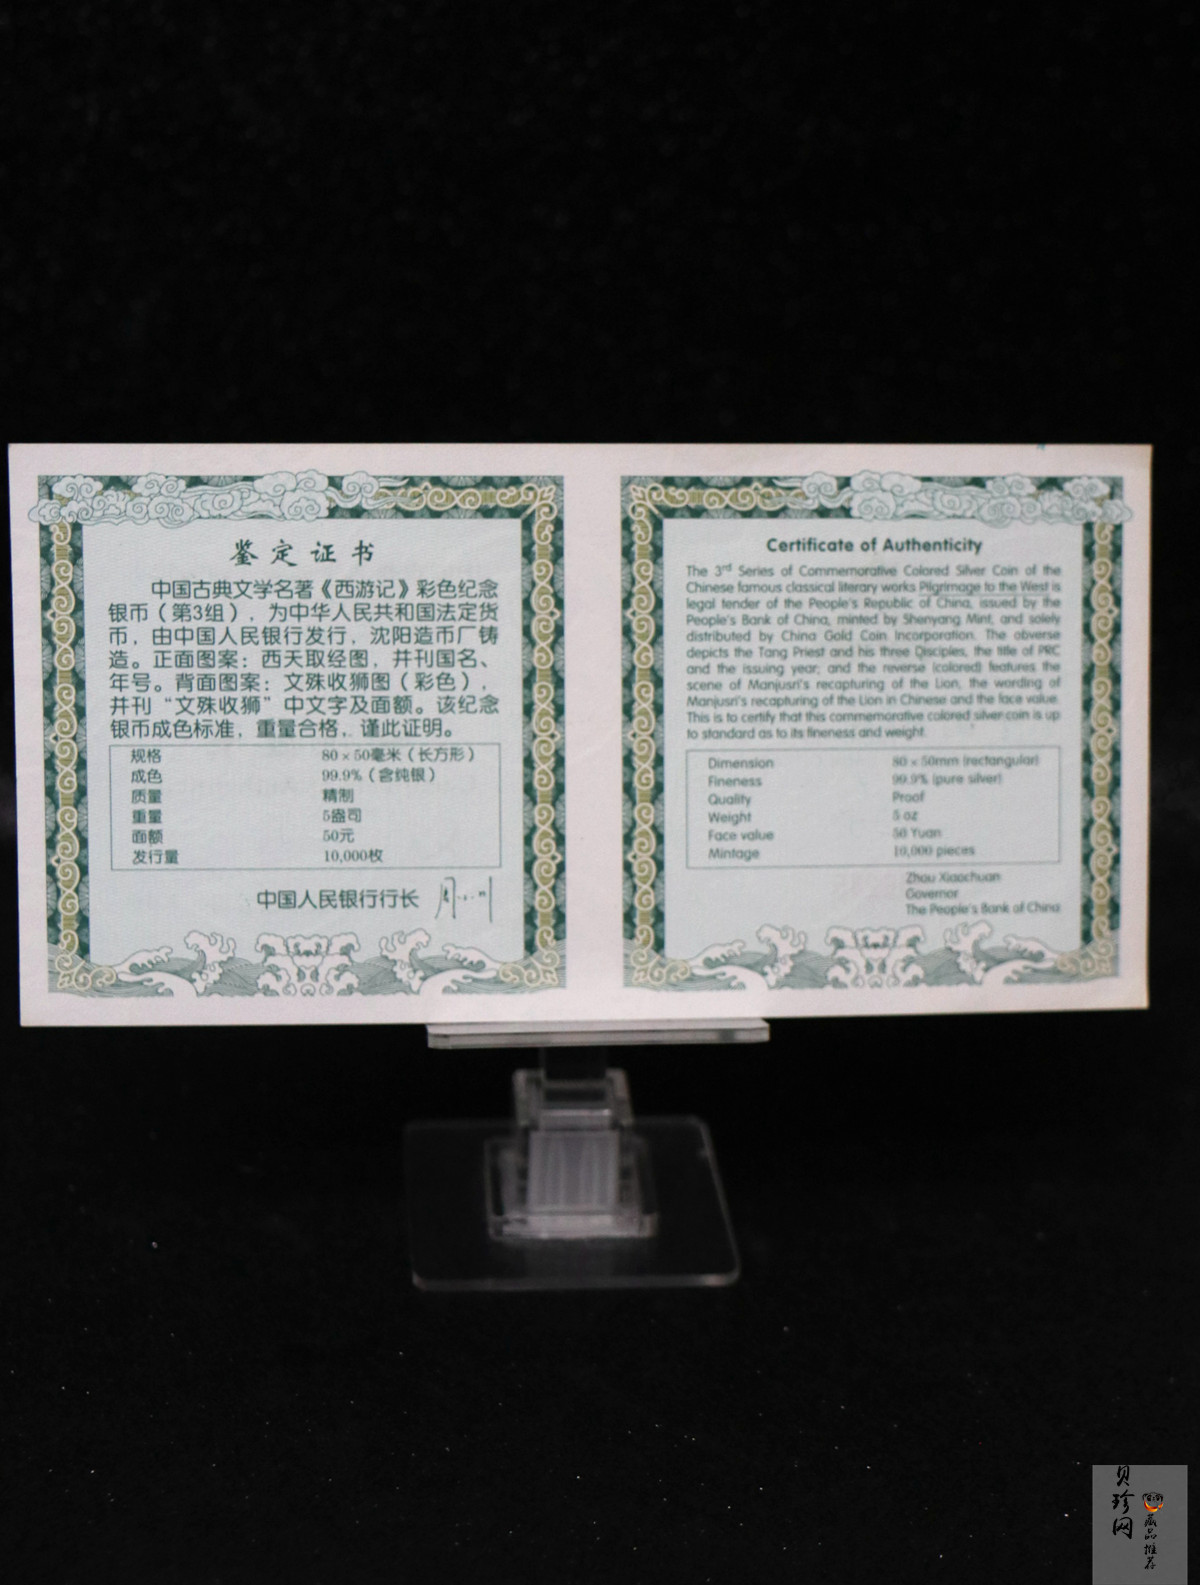 鉴定证书
中国古典文学名著《西游记》彩色纪念
银币（第3组），为中华人民共和国法定货
币，由中国人民银行发行，沈阳造币厂铸
造。正面图案：西天取经图，并刊国名、
年号。背面图案：文殊收狮图（彩色），
并刊“文殊收狮”中文字及面额。该纪念
银币成色标准，重量合格，谨此证明。
规格 80×50毫米（长方形）
成色 99.9%（含纯银）
质量 精制
重量 5盎司
面额 50元
发行量 10,000枚
中国人民银行行长
Certificate of Authenticity
The 3rd Series of Commemorative Colored Silver Coin of the
Chinese famous classical literary works Pilgrimage to the West is
legal tender of the People's Republic of China, issued by the
People's Bank of China, minted by Shenyang Mint, and solely
distributed by China Gold Coin Incorporation. The obverse
depicts the Tang Priest and his three Disciples, the title of PRC
and the issuing year; and the reverse (colored) features the
scene of Manjusri's recapturing of the Lion, the wording of
Manjusri's recapturing of the Lion in Chinese and the face value.
This is to certify that this commemorative colored silver coin is up
to standard as to its fineness and weight.
Dimension 80 × 50mm (rectangular)
Fineness 99.9% (pure silver)
Quality Proof
Weight 5 oz
Face value 50 Yuan
Mintage 10,000 pieces
Zhou Xiaochuan
Governor
The People's Bank of China
贝珍网
藏品推荐